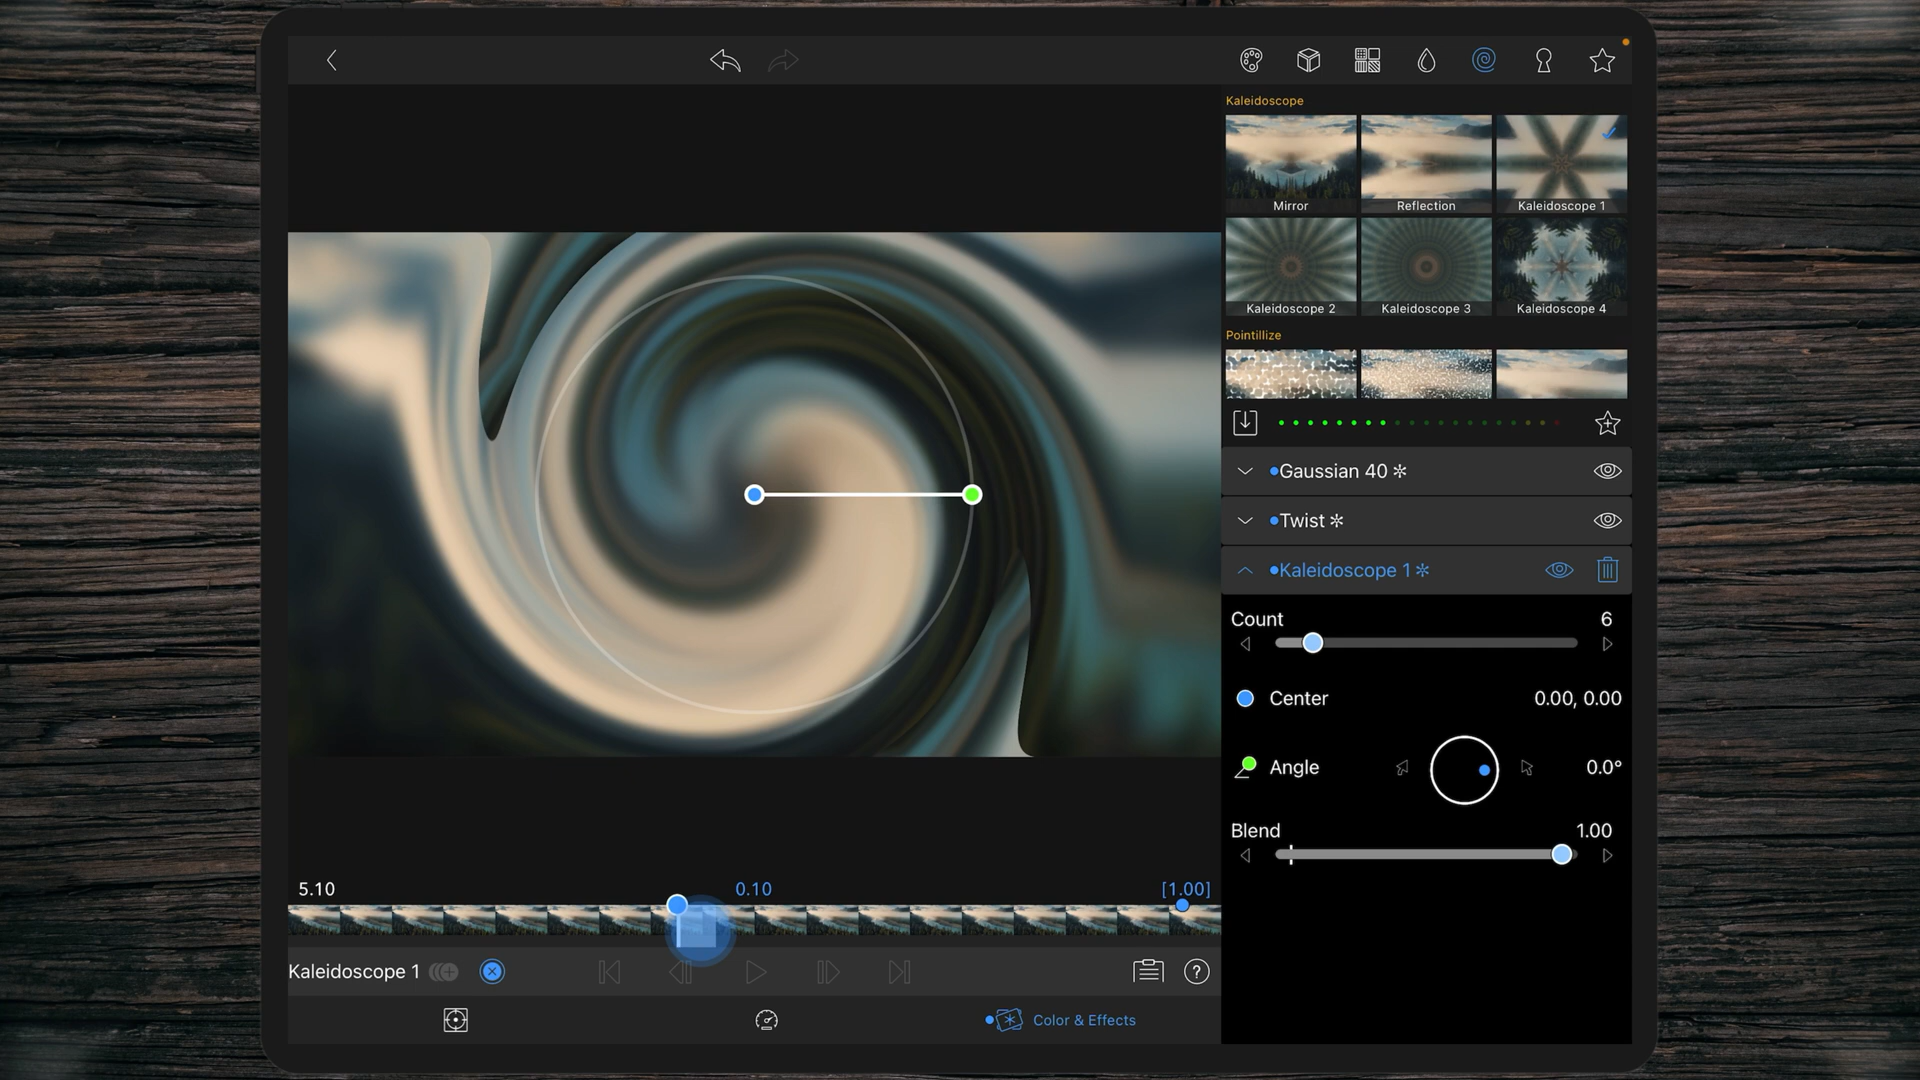 Kaleidoscope
Mirror
Reflection
Kaleidoscope 1
Kaleidoscope 2
Kaleidoscope 3
Kaleidoscope 4
Pointillize
Gaussian 40 ✻
Twist ✻
Kaleidoscope 1 ✻
Count 6
Center 0.00, 0.00
Angle 0.0°
Blend 1.00
5.10 0.10 [1.00]
Kaleidoscope 1 ?
Color & Effects